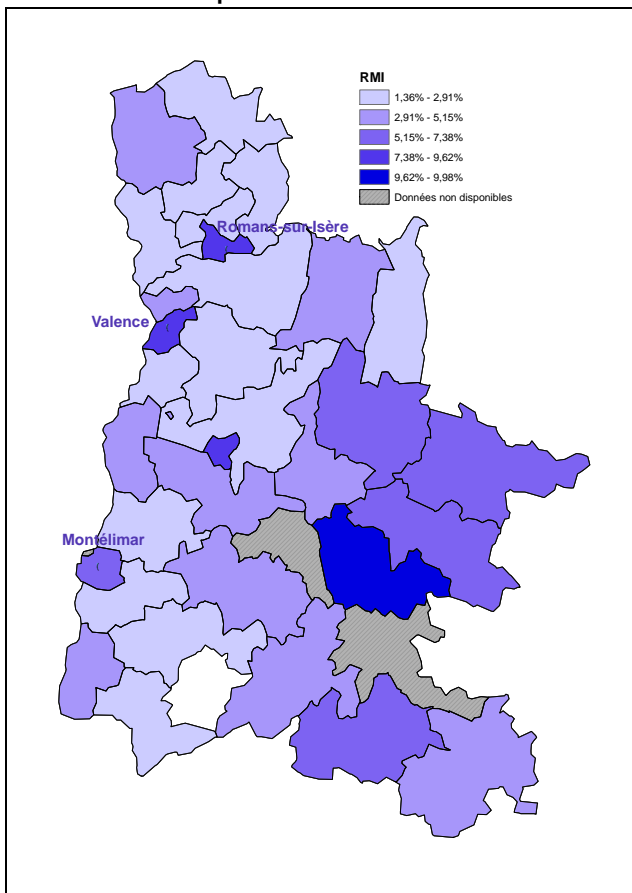 RMI
1,36% - 2,91%
2,91% - 5,15%
5,15% - 7,38%
7,38% - 9,62%
9,62% - 9,98%
Données non disponibles
Romans-sur-Isère
Valence
Montélimar